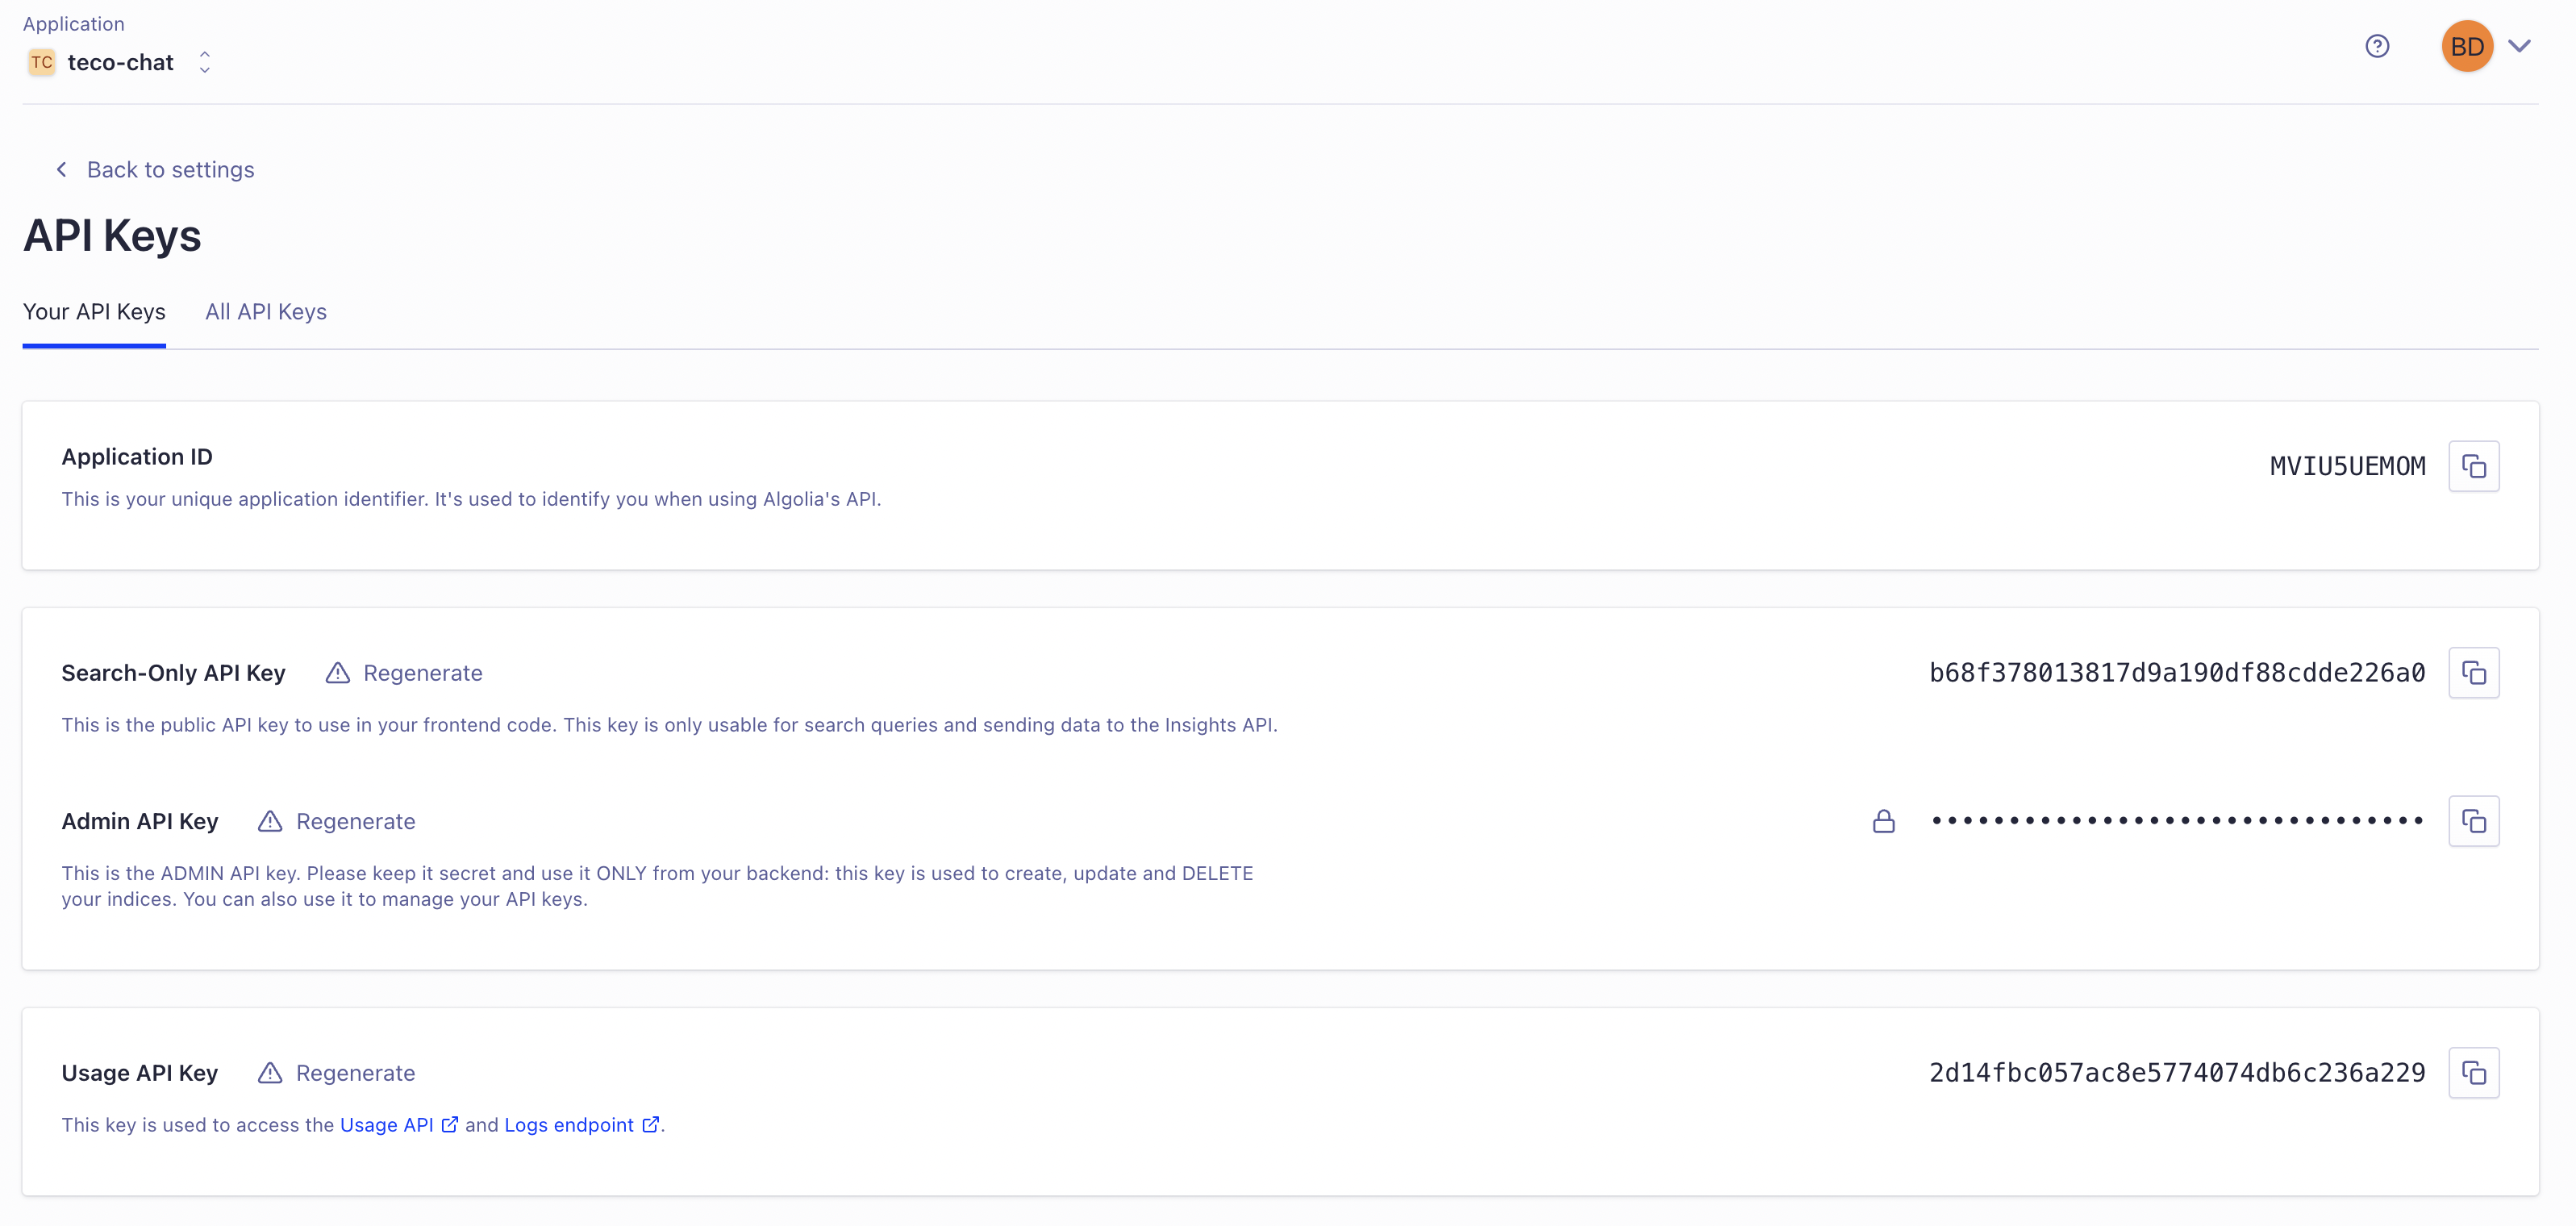 Application
TC teco-chat
BD
Back to settings
API Keys
Your API Keys All API Keys
Application ID
MVIU5UEMOM
This is your unique application identifier. It's used to identify you when using Algolia's API.
Search-Only API Key Regenerate b68f378013817d9a190df88cdde226a0
This is the public API key to use in your frontend code. This key is only usable for search queries and sending data to the Insights API.
Admin API Key Regenerate ••••••••••••••••••••••••••••••••
This is the ADMIN API key. Please keep it secret and use it ONLY from your backend: this key is used to create, update and DELETE
your indices. You can also use it to manage your API keys.
Usage API Key Regenerate 2d14fbc057ac8e5774074db6c236a229
This key is used to access the Usage API and Logs endpoint .